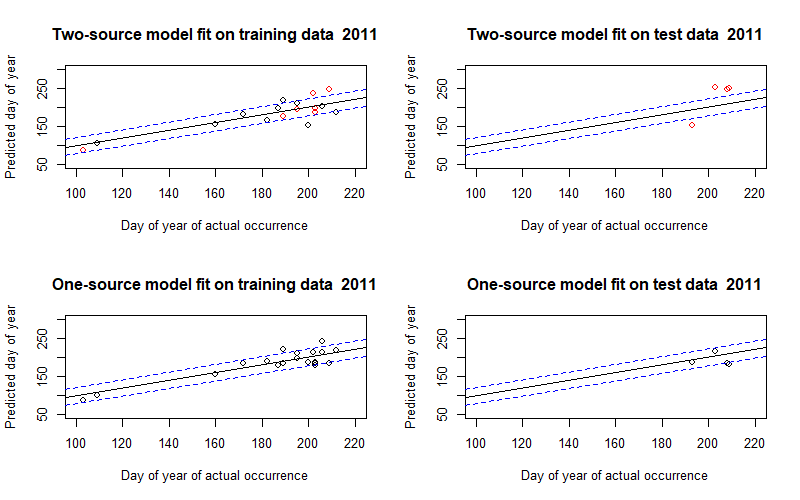 Two-source model fit on training data  2011
Predicted day of year
50 150 250
100 120 140 160 180 200 220
Day of year of actual occurrence
Two-source model fit on test data  2011
Predicted day of year
50 150 250
100 120 140 160 180 200 220
Day of year of actual occurrence
One-source model fit on training data  2011
Predicted day of year
50 150 250
100 120 140 160 180 200 220
Day of year of actual occurrence
One-source model fit on test data  2011
Predicted day of year
50 150 250
100 120 140 160 180 200 220
Day of year of actual occurrence